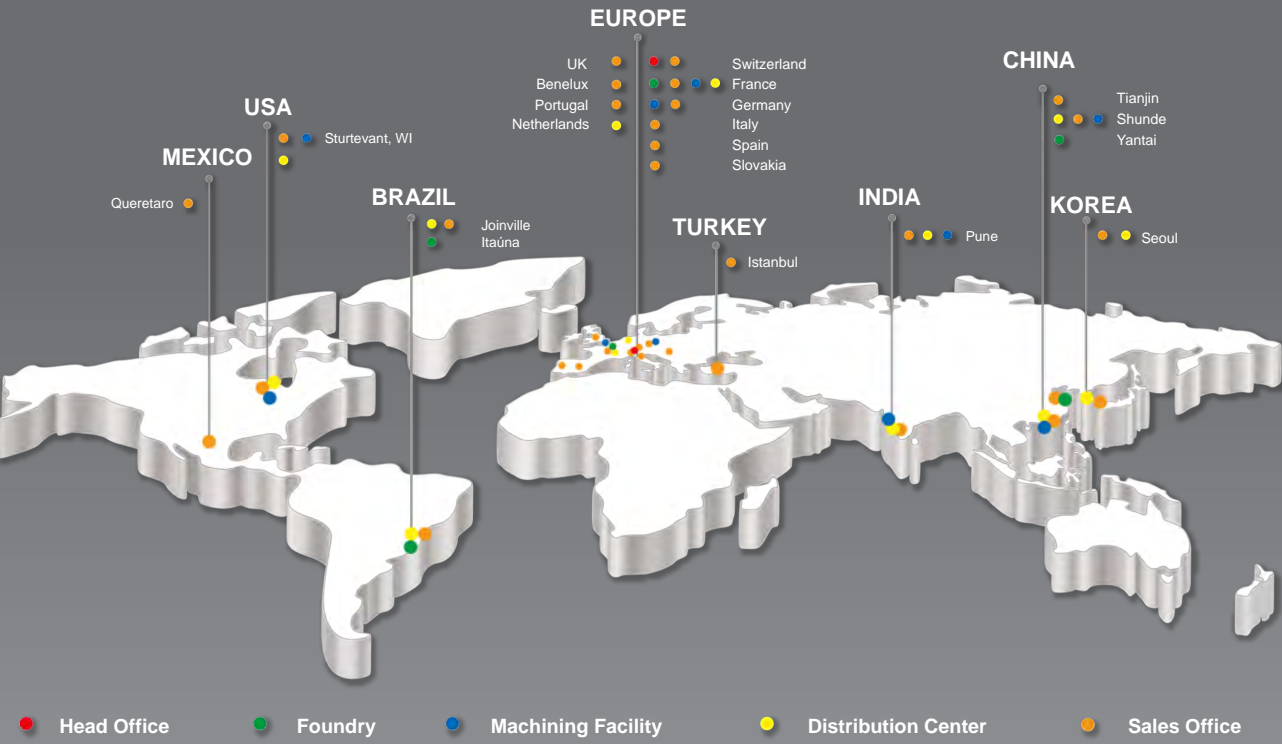 EUROPE
UK
Benelux
Portugal
Netherlands
Switzerland
France
Germany
Italy
Spain
Slovakia
CHINA
Tianjin
Shunde
Yantai
USA
Sturtevant, WI
MEXICO
Queretaro
BRAZIL
Joinville
Itaúna
TURKEY
Istanbul
INDIA
Pune
KOREA
Seoul
Head Office
Foundry
Machining Facility
Distribution Center
Sales Office